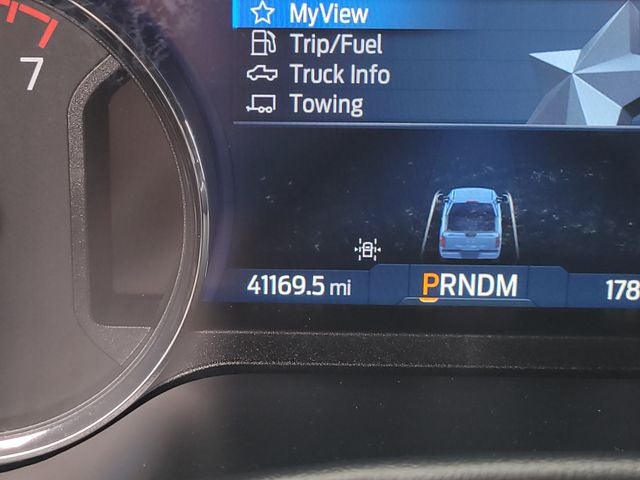 7
MyView
Trip/Fuel
Truck Info
Towing
41169.5 mi
PRNDM
178